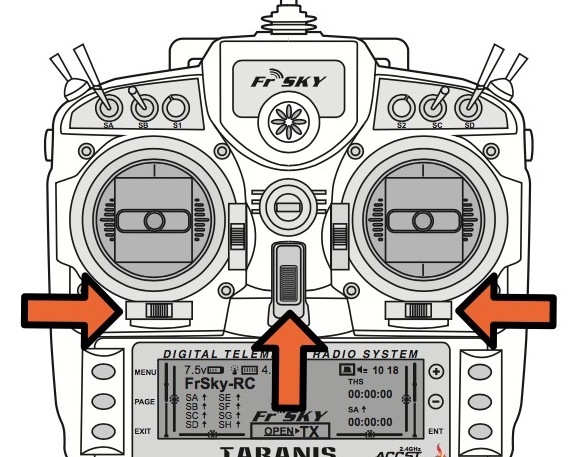 FrSKY
SA SB S1
S2 SC SD
DIGITAL TELEM RADIO SYSTEM
MENU
PAGE
EXIT
ENT
7.5v 4. 10 18
FrSky-RC
THS
00:00:00
SA SE
SB SF
SC SG
SD SH
SA
00:00:00
FrSKY
OPEN▸TX
TARANIS
ACCST 2.4GHz